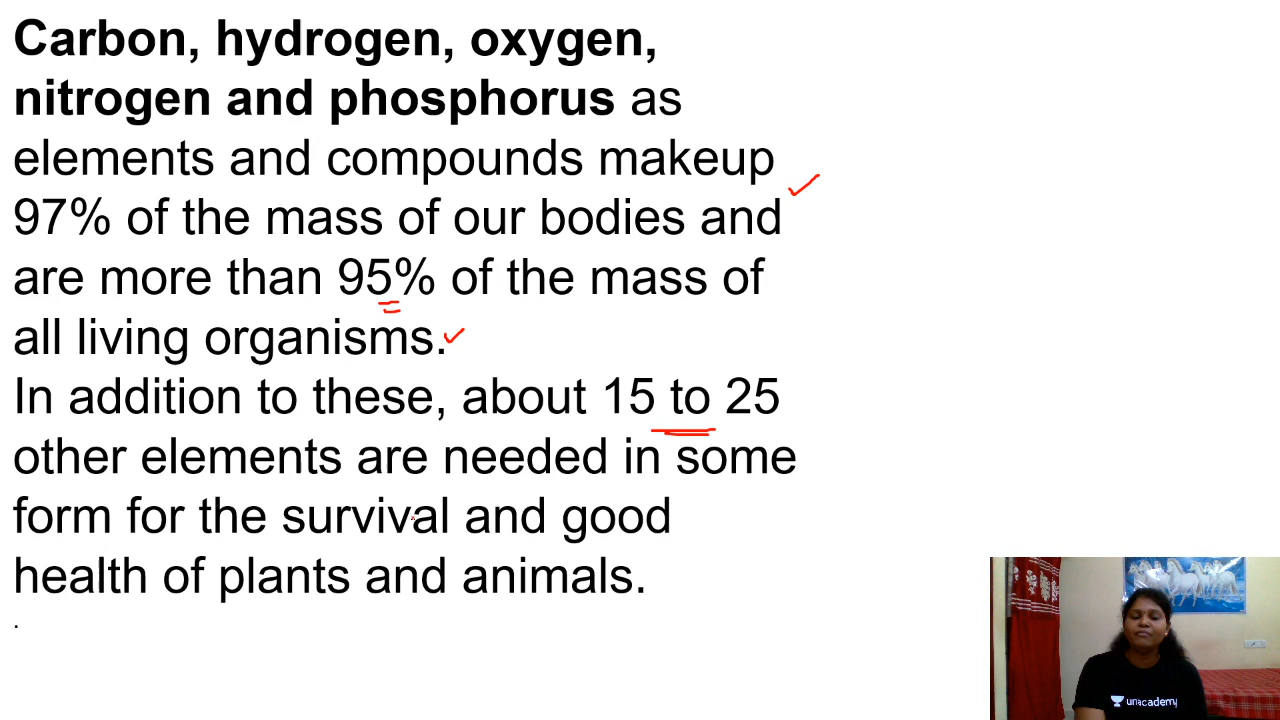 Carbon, hydrogen, oxygen,
nitrogen and phosphorus as
elements and compounds makeup
97% of the mass of our bodies and
are more than 95% of the mass of
all living organisms.
In addition to these, about 15 to 25
other elements are needed in some
form for the survival and good
health of plants and animals.
.
unacademy